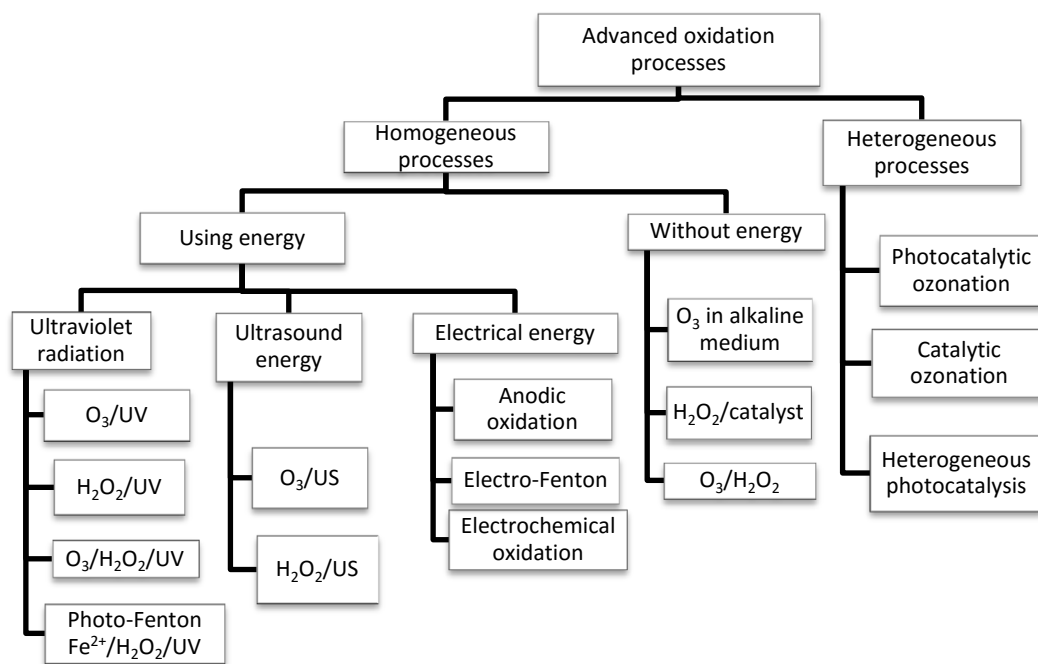 Advanced oxidation
processes
Homogeneous
processes
Heterogeneous
processes
Using energy
Without energy
Ultraviolet
radiation
Ultrasound
energy
Electrical energy
O₃ in alkaline
medium
Photocatalytic
ozonation
Catalytic
ozonation
Heterogeneous
photocatalysis
O₃/UV
H₂O₂/UV
O₃/H₂O₂/UV
Photo-Fenton
Fe²⁺/H₂O₂/UV
O₃/US
H₂O₂/US
Anodic
oxidation
Electro-Fenton
Electrochemical
oxidation
H₂O₂/catalyst
O₃/H₂O₂